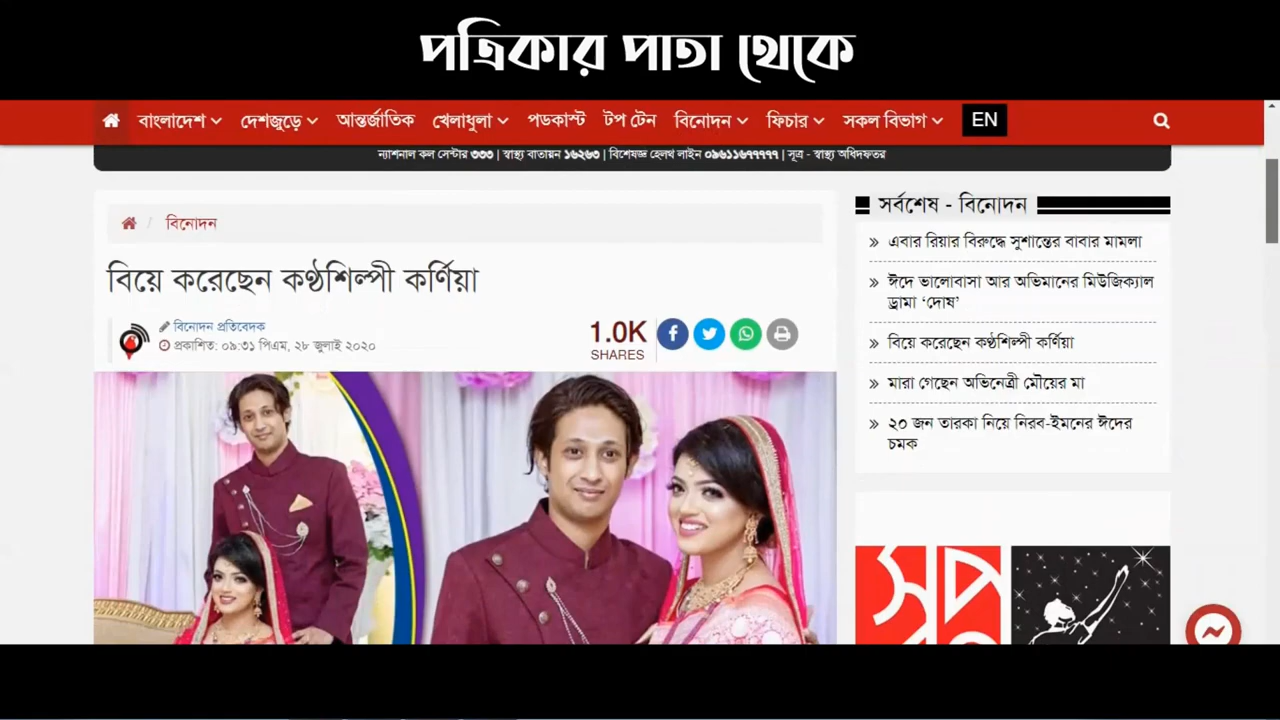 পত্রিকার পাতা থেকে
বাংলাদেশ দেশজুড়ে আন্তর্জাতিক খেলাধুলা পডকাস্ট টপ টেন বিনোদন ফিচার সকল বিভাগ EN
ন্যাশনাল কল সেন্টার ৩৩৩ | স্বাস্থ্য বাতায়ন ১৬২৬৩ | বিশেষজ্ঞ হেলথ লাইন ০৯৬১১৬৭৭৭৭৭ | সূত্র - স্বাস্থ্য অধিদফতর
/ বিনোদন
বিয়ে করেছেন কণ্ঠশিল্পী কর্ণিয়া
বিনোদন প্রতিবেদক
প্রকাশিত: ০৯:৩১ পিএম, ২৮ জুলাই ২০২০
1.0K
SHARES
সর্বশেষ - বিনোদন
» এবার রিয়ার বিরুদ্ধে সুশান্তের বাবার মামলা
» ঈদে ভালোবাসা আর অভিমানের মিউজিক্যাল
ড্রামা ‘দোষ’
» বিয়ে করেছেন কণ্ঠশিল্পী কর্ণিয়া
» মারা গেছেন অভিনেত্রী মৌয়ের মা
» ২০ জন তারকা নিয়ে নিরব-ইমনের ঈদের
চমক